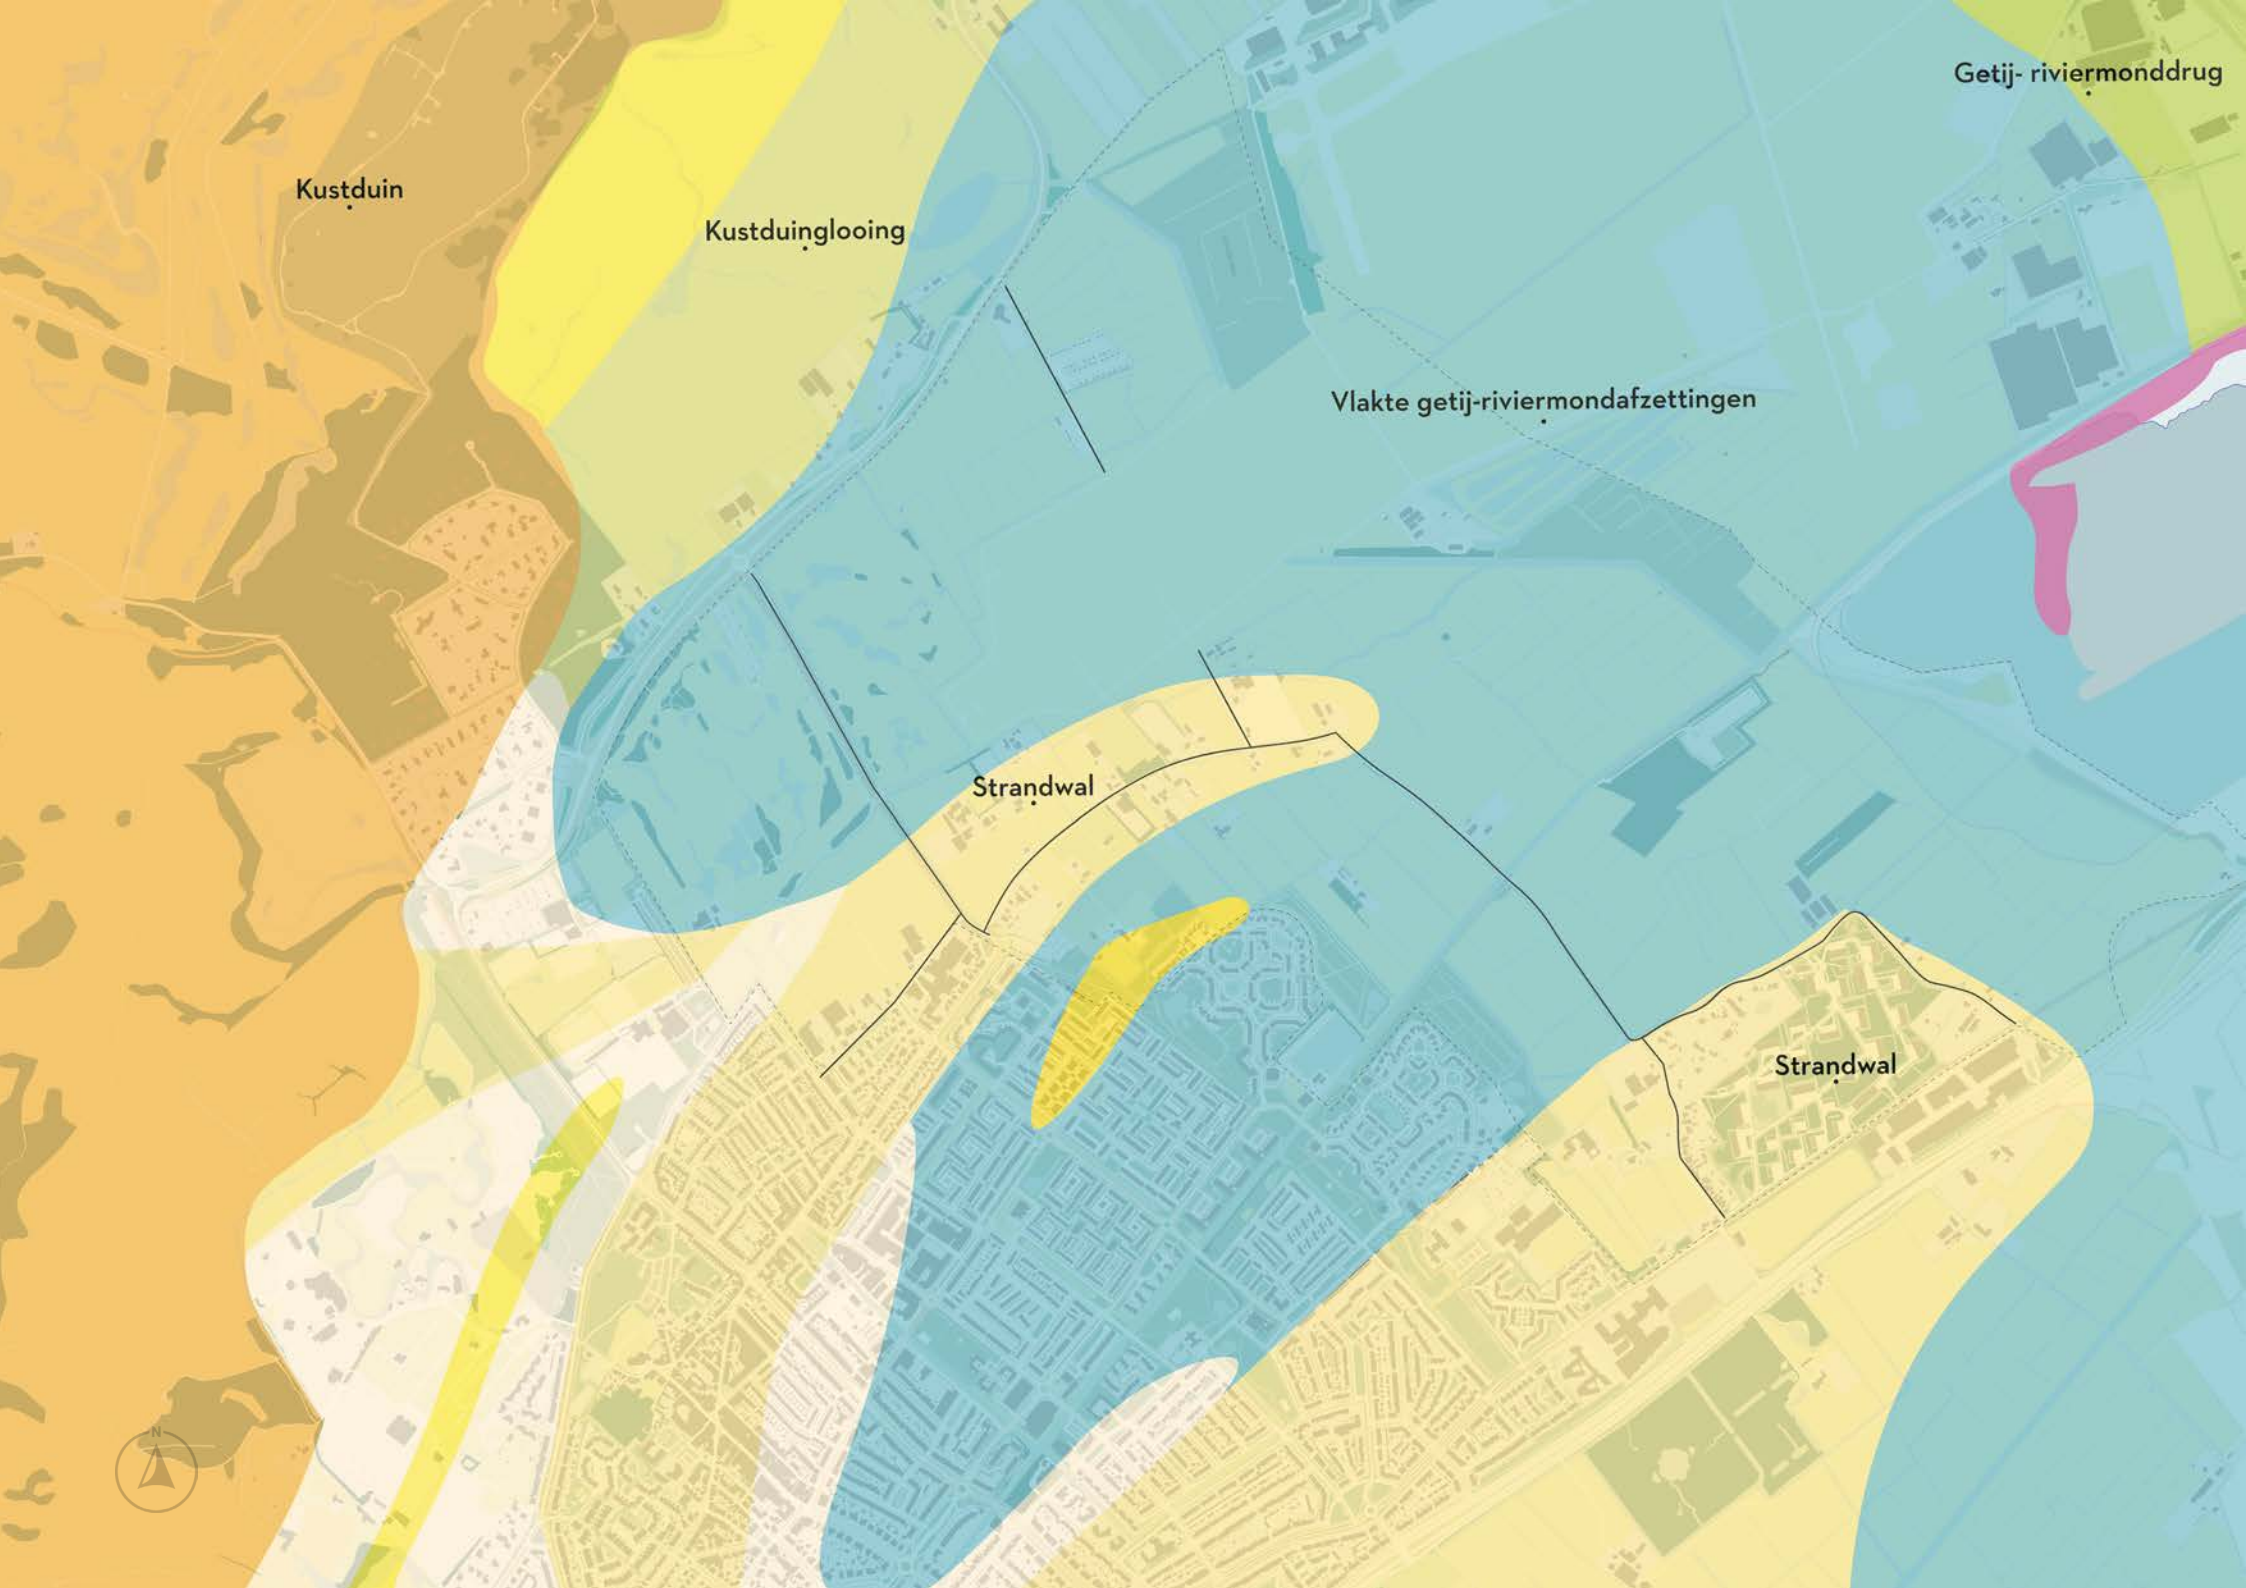 Getij- riviermonddrug
Kustduin
Kustduinglooing
Vlakte getij-riviermondafzettingen
Strandwal
Strandwal
N